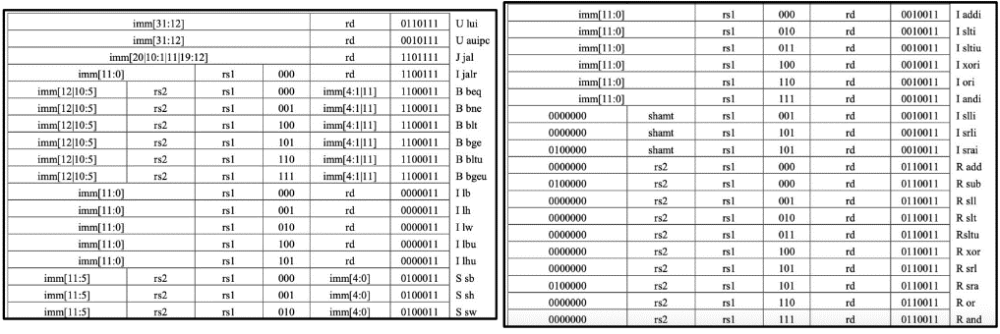 imm[31:12] rd 0110111 U lui
imm[31:12] rd 0010111 U auipc
imm[20|10:1|11|19:12] rd 1101111 J jal
imm[11:0] rs1 000 rd 1100111 I jalr
imm[12|10:5] rs2 rs1 000 imm[4:1|11] 1100011 B beq
imm[12|10:5] rs2 rs1 001 imm[4:1|11] 1100011 B bne
imm[12|10:5] rs2 rs1 100 imm[4:1|11] 1100011 B blt
imm[12|10:5] rs2 rs1 101 imm[4:1|11] 1100011 B bge
imm[12|10:5] rs2 rs1 110 imm[4:1|11] 1100011 B bltu
imm[12|10:5] rs2 rs1 111 imm[4:1|11] 1100011 B bgeu
imm[11:0] rs1 000 rd 0000011 I lb
imm[11:0] rs1 001 rd 0000011 I lh
imm[11:0] rs1 010 rd 0000011 I lw
imm[11:0] rs1 100 rd 0000011 I lbu
imm[11:0] rs1 101 rd 0000011 I lhu
imm[11:5] rs2 rs1 000 imm[4:0] 0100011 S sb
imm[11:5] rs2 rs1 001 imm[4:0] 0100011 S sh
imm[11:5] rs2 rs1 010 imm[4:0] 0100011 S sw
imm[11:0] rs1 000 rd 0010011 I addi
imm[11:0] rs1 010 rd 0010011 I slti
imm[11:0] rs1 011 rd 0010011 I sltiu
imm[11:0] rs1 100 rd 0010011 I xori
imm[11:0] rs1 110 rd 0010011 I ori
imm[11:0] rs1 111 rd 0010011 I andi
0000000 shamt rs1 001 rd 0010011 I slli
0000000 shamt rs1 101 rd 0010011 I srli
0100000 shamt rs1 101 rd 0010011 I srai
0000000 rs2 rs1 000 rd 0110011 R add
0100000 rs2 rs1 000 rd 0110011 R sub
0000000 rs2 rs1 001 rd 0110011 R sll
0000000 rs2 rs1 010 rd 0110011 R slt
0000000 rs2 rs1 011 rd 0110011 Rsltu
0000000 rs2 rs1 100 rd 0110011 R xor
0000000 rs2 rs1 101 rd 0110011 R srl
0100000 rs2 rs1 101 rd 0110011 R sra
0000000 rs2 rs1 110 rd 0110011 R or
0000000 rs2 rs1 111 rd 0110011 R and